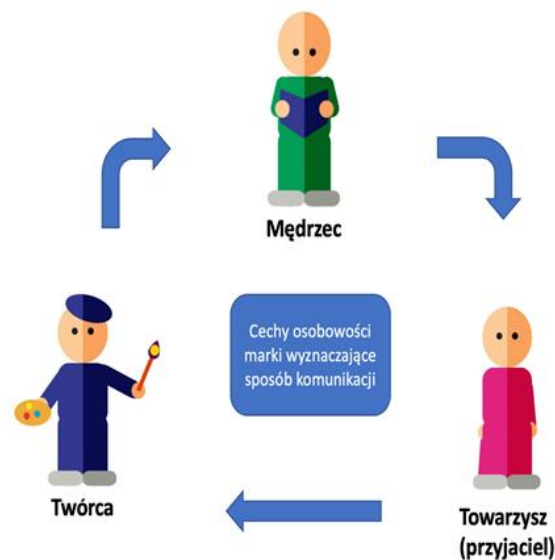 Mędrzec
Cechy osobowości
marki wyznaczające
sposób komunikacji
Twórca
Towarzysz
(przyjaciel)